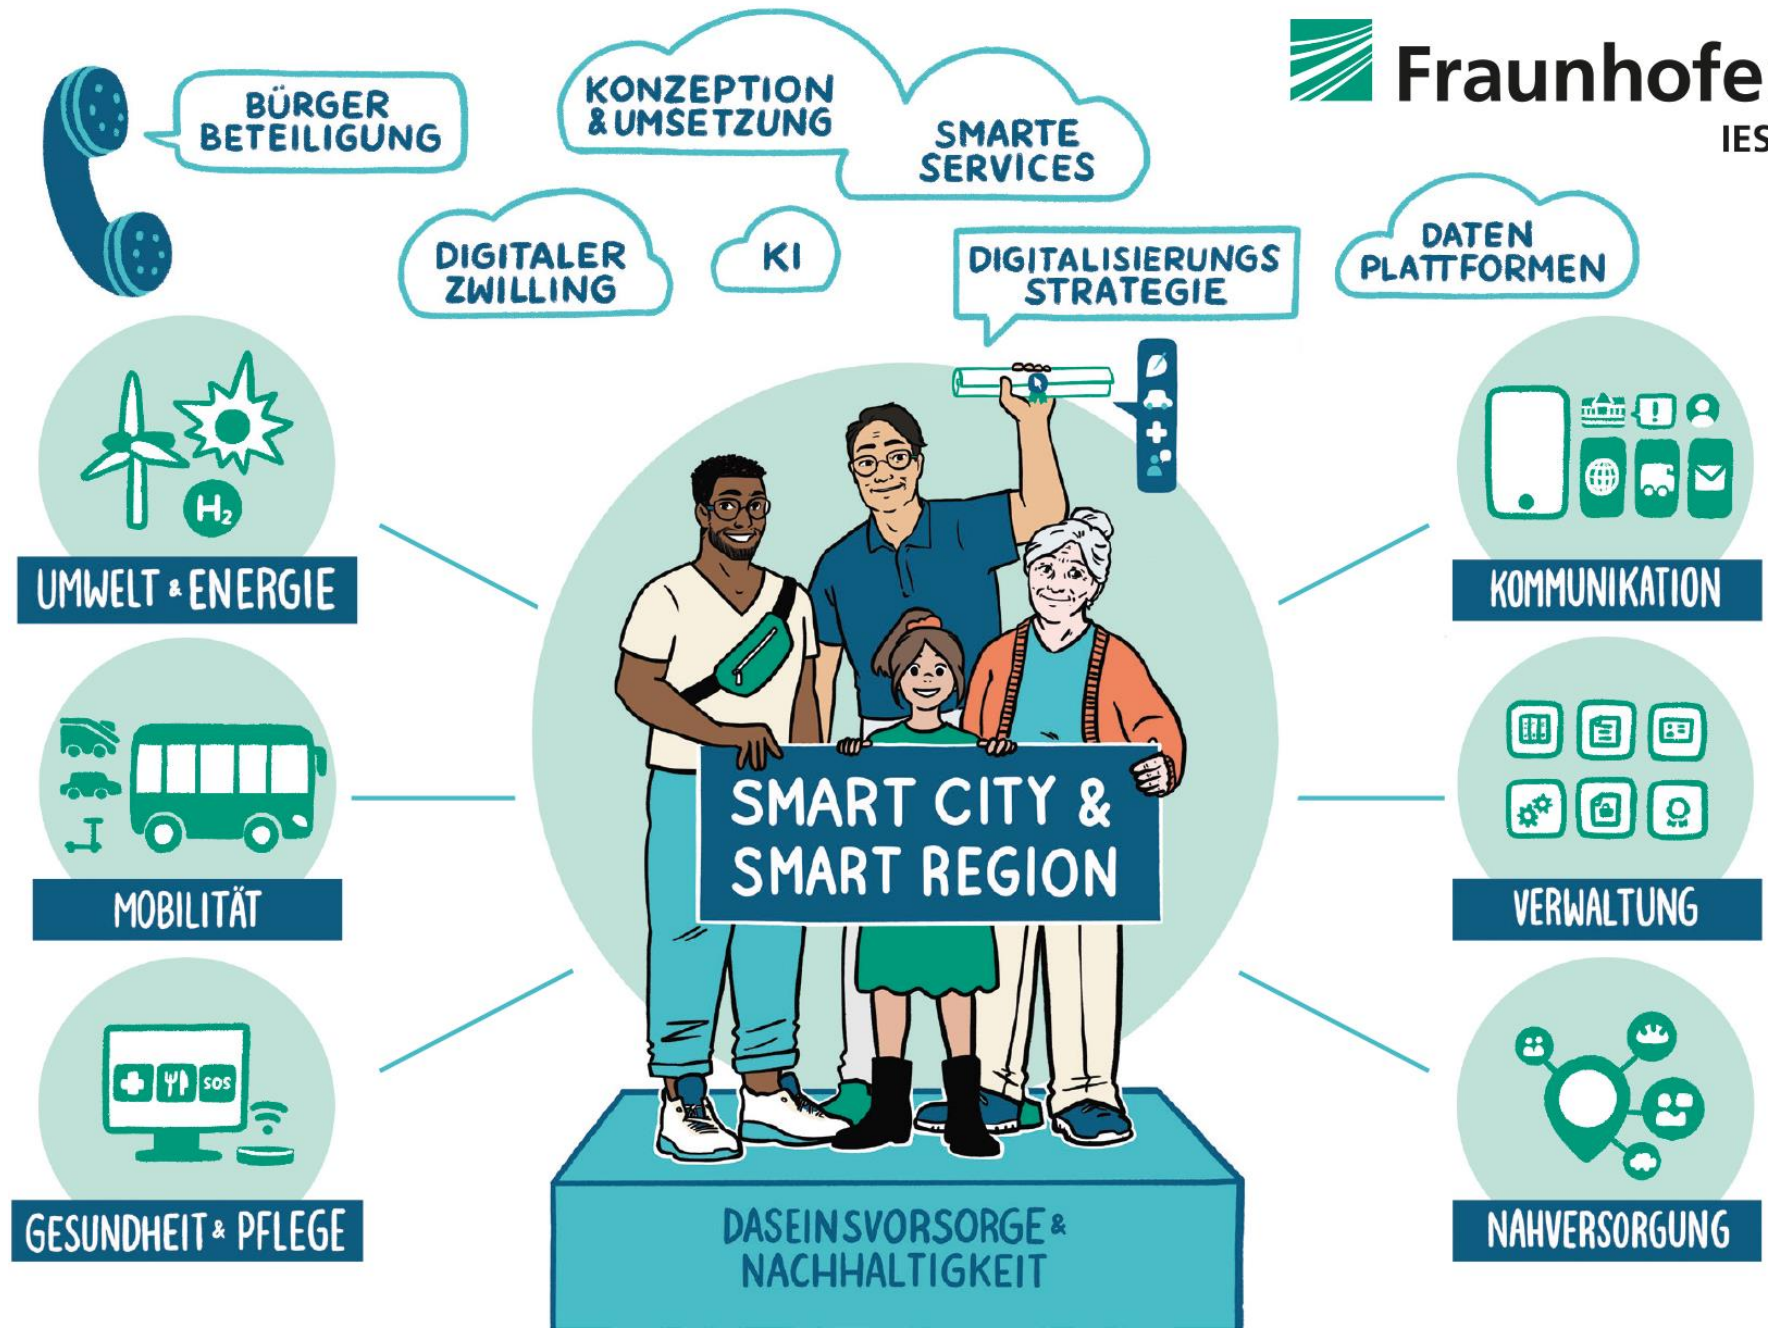 BÜRGER
BETEILIGUNG
KONZEPTION
& UMSETZUNG
SMARTE
SERVICES
Fraunhofe
IES
DIGITALER
ZWILLING
KI
DIGITALISIERUNGS
STRATEGIE
DATEN
PLATTFORMEN
H₂
UMWELT & ENERGIE
MOBILITÄT
SOS
GESUNDHEIT & PFLEGE
SMART CITY &
SMART REGION
DASEINSVORSORGE &
NACHHALTIGKEIT
!
KOMMUNIKATION
VERWALTUNG
NAHVERSORGUNG